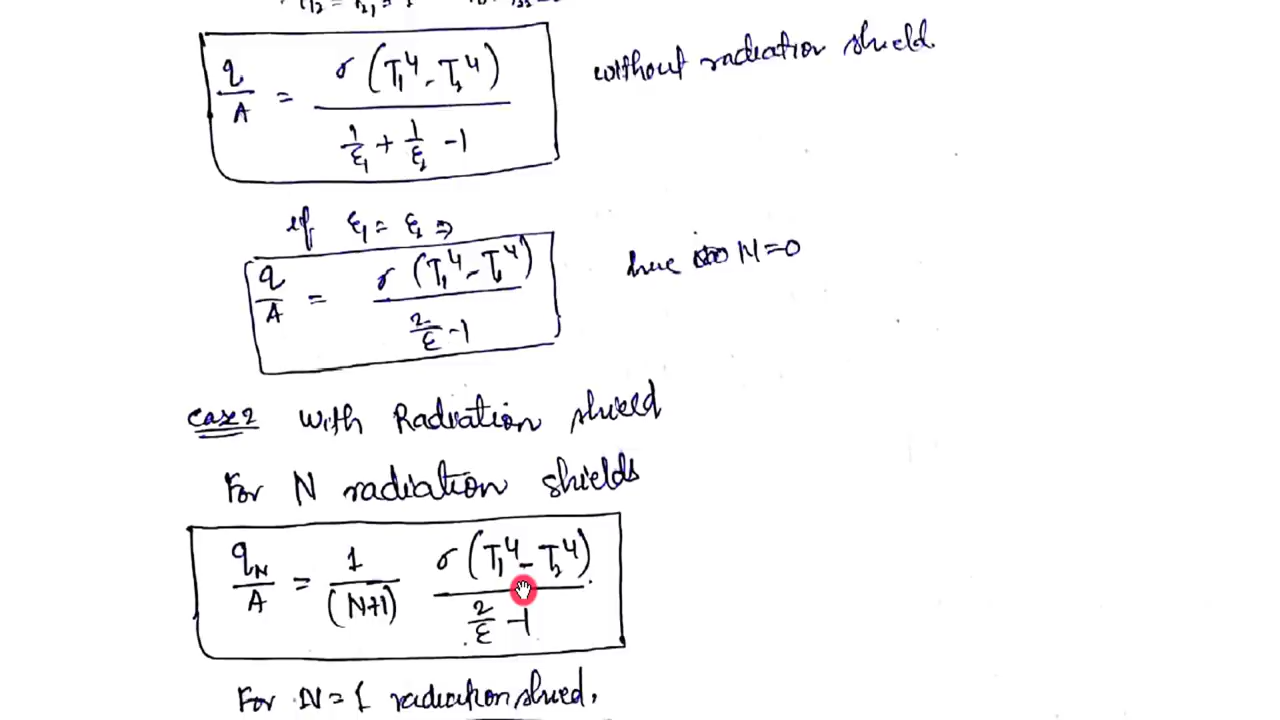 q/A = σ(T₁⁴ - T₂⁴) / (1/ε₁ + 1/ε₂ - 1) without radiation shield
if ε₁ = ε₂ ⇒
q/A = σ(T₁⁴ - T₂⁴) / (2/ε - 1) here N=0
Case 2 With Radiation shield
For N radiation shields
q_N/A = 1/(N+1) σ(T₁⁴ - T₂⁴) / (2/ε - 1)
For N = 1 radiation shied,